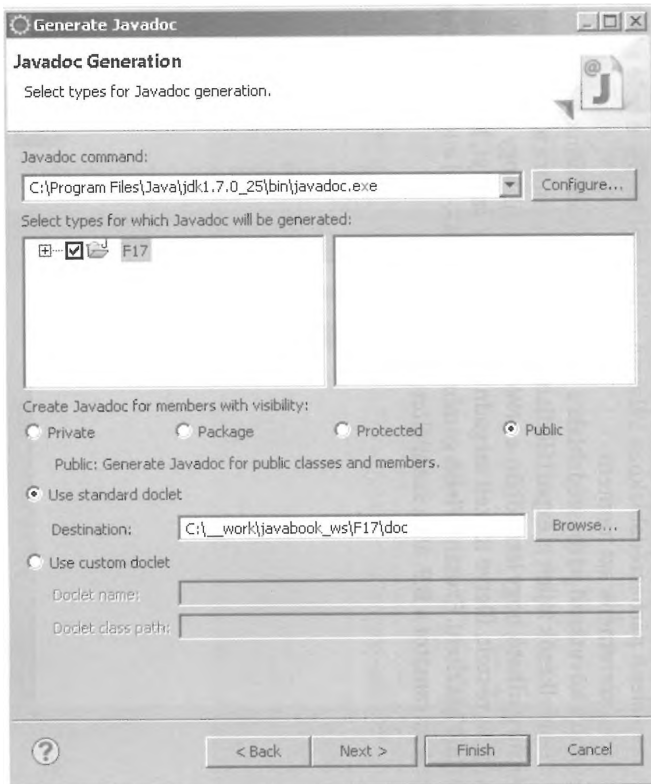 Generate Javadoc
Javadoc Generation
Select types for Javadoc generation.
@
J
Javadoc command:
C:\Program Files\Java\jdk1.7.0_25\bin\javadoc.exe
Configure...
Select types for which Javadoc will be generated:
F17
Create Javadoc for members with visibility:
Private Package Protected Public
Public: Generate Javadoc for public classes and members.
Use standard doclet
Destination: C:\__work\javabook_ws\F17\doc Browse...
Use custom doclet
Doclet name:
Doclet class path:
? < Back Next > Finish Cancel